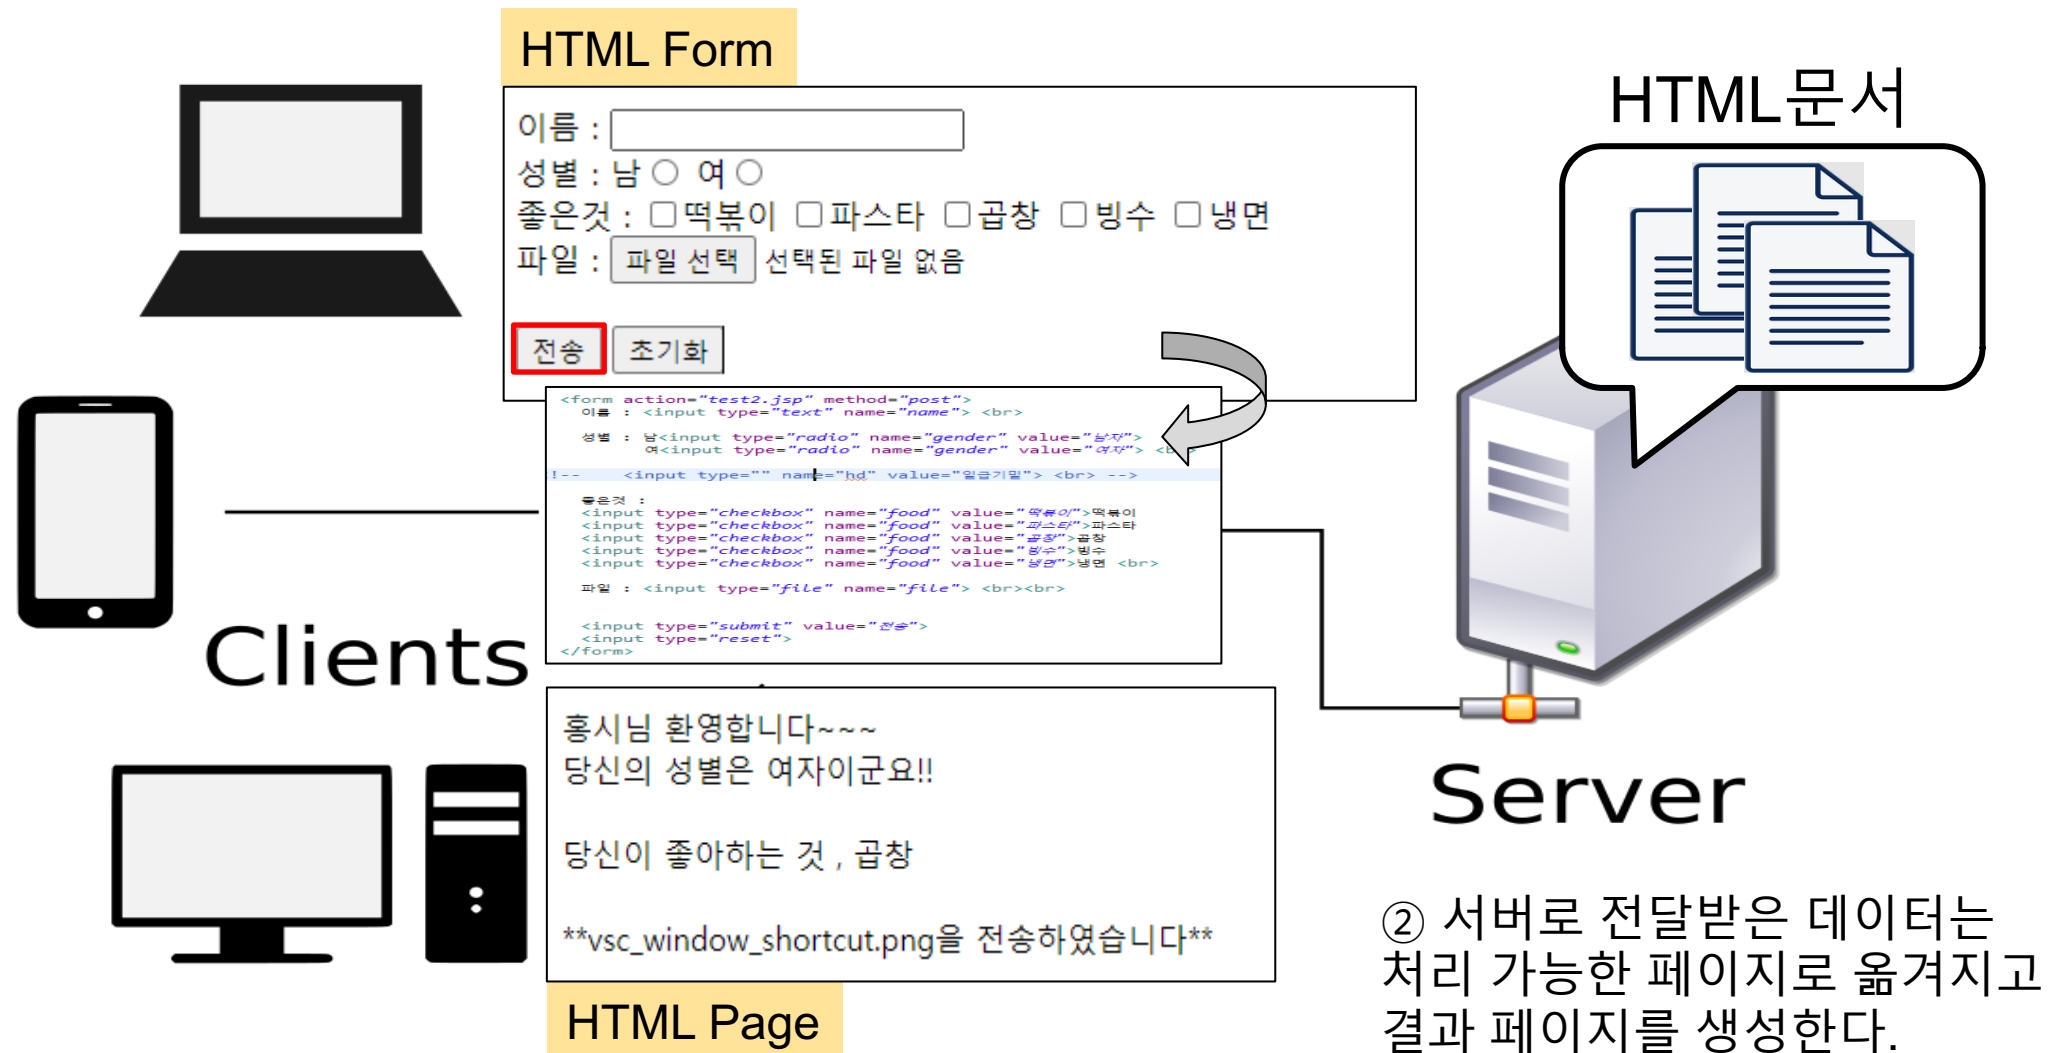 HTML Form
이름 :
성별 : 남 여
좋은것 : 떡볶이 파스타 곱창 빙수 냉면
파일 : 파일 선택 선택된 파일 없음
전송 초기화
HTML문서
<form action="test2.jsp" method="post">
이름 : <input type="text" name="name"> <br>
성별 : 남<input type="radio" name="gender" value="남자">
여<input type="radio" name="gender" value="여자"> <b
!-- <input type="" name="hd" value="일급기밀"> <br> -->
좋은것 :
<input type="checkbox" name="food" value="떡볶이">떡볶이
<input type="checkbox" name="food" value="파스타">파스타
<input type="checkbox" name="food" value="곱창">곱창
<input type="checkbox" name="food" value="빙수">빙수
<input type="checkbox" name="food" value="냉면">냉면 <br>
파일 : <input type="file" name="file"> <br><br>
<input type="submit" value="전송">
<input type="reset">
</form>
Clients
홍시님 환영합니다~~~
당신의 성별은 여자이군요!!
당신이 좋아하는 것 , 곱창
**vsc_window_shortcut.png을 전송하였습니다**
HTML Page
Server
② 서버로 전달받은 데이터는
처리 가능한 페이지로 옮겨지고
결과 페이지를 생성한다.